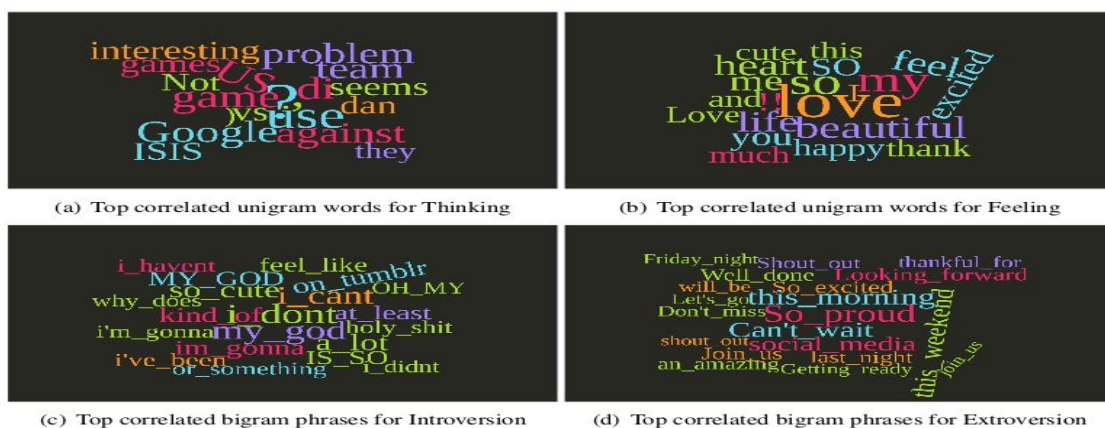 interesting problem
games US team
Not ? di seems
game , dan
vs use
Google against
ISIS they
(a) Top correlated unigram words for Thinking
cute this feel
heart SO excited
me so my
and !! I
Love love
life beautiful
you happy thank
much
(b) Top correlated unigram words for Feeling
i_havent feel_like
MY_GOD on_tumblr
so_cute OH_MY
why_does i_cant
kind_of i_dont at_least
i'm_gonna my_god holy_shit
im_gonna a_lot
i've_been IS_SO
or_something i_didnt
(c) Top correlated bigram phrases for Introversion
Friday_night Shout_out thankful_for
Well_done Looking_forward
will_be So_excited
Let's_go this_morning
Don't_miss So_proud
Can't_wait this_weekend
shout_out social_media
Join_us last_night join_us
an_amazing Getting_ready
(d) Top correlated bigram phrases for Extroversion